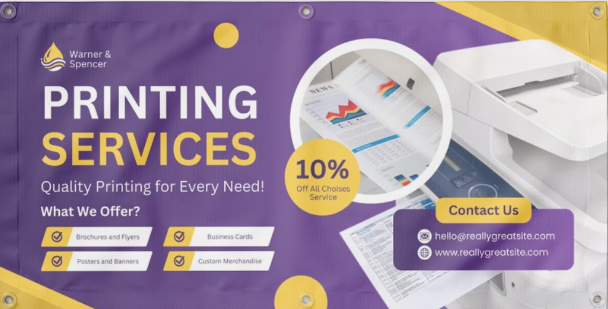 Warner &
Spencer
PRINTING
SERVICES
Quality Printing for Every Need!
What We Offer?
Brochures and Flyers
Business Cards
Posters and Banners
Custom Merchandise
NEWS
10%
Off All Choises
Service
Contact Us
hello@reallygreatsite.com
www.reallygreatsite.com